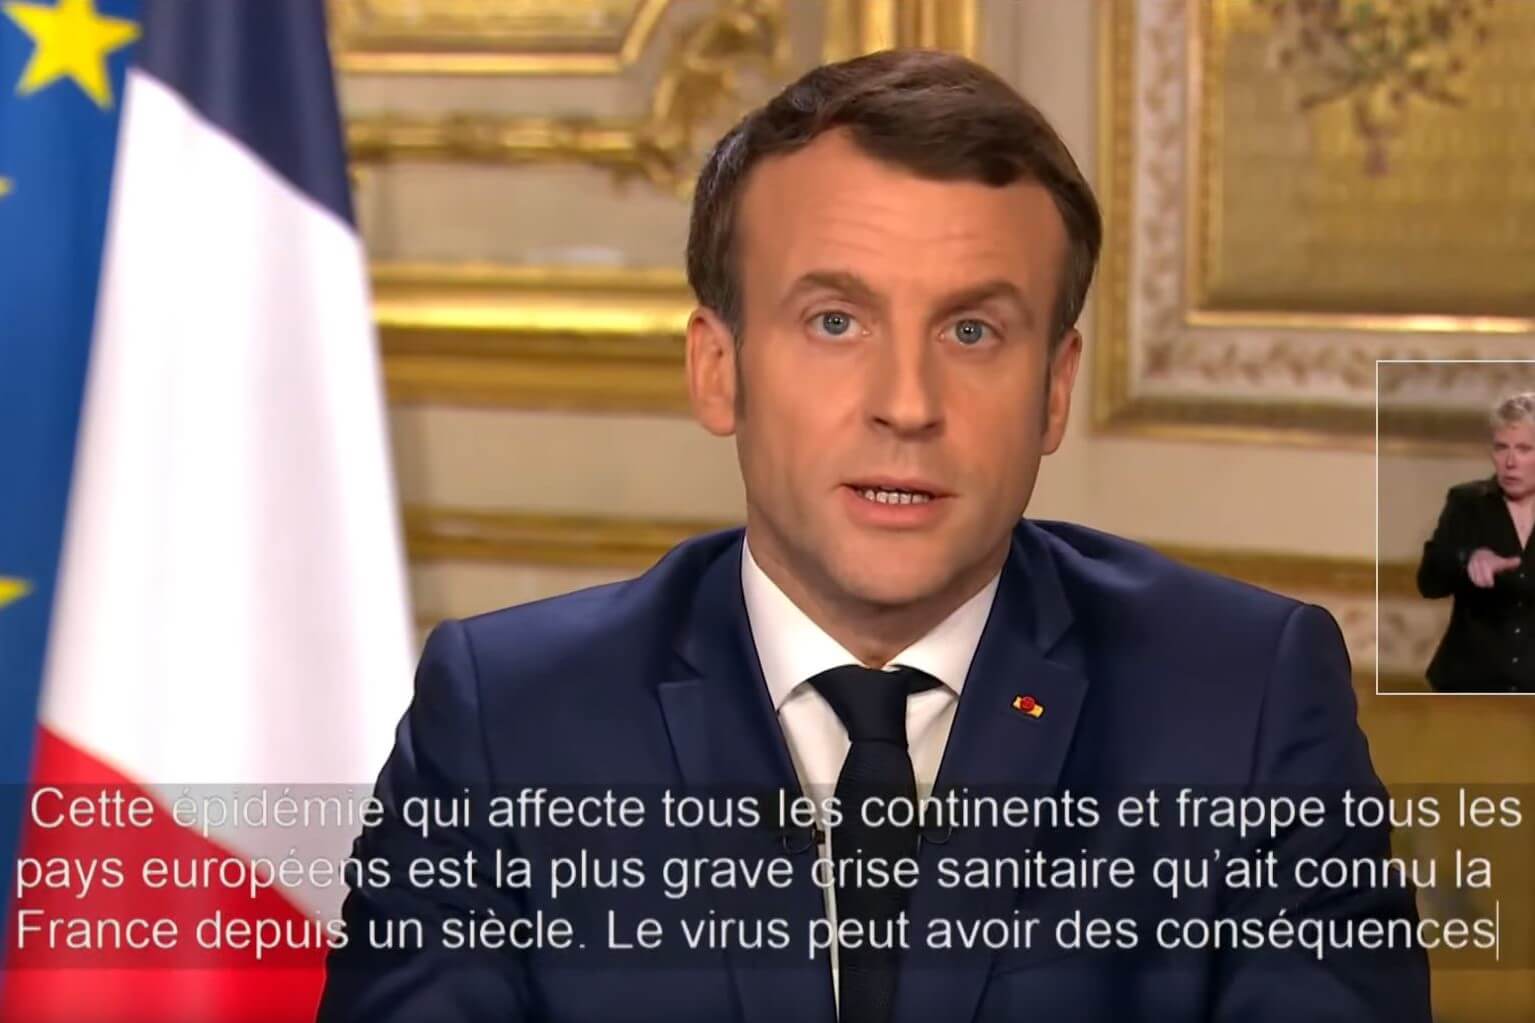 Cette épidémie qui affecte tous les continents et frappe tous les
pays européens est la plus grave crise sanitaire qu’ait connu la
France depuis un siècle. Le virus peut avoir des conséquences